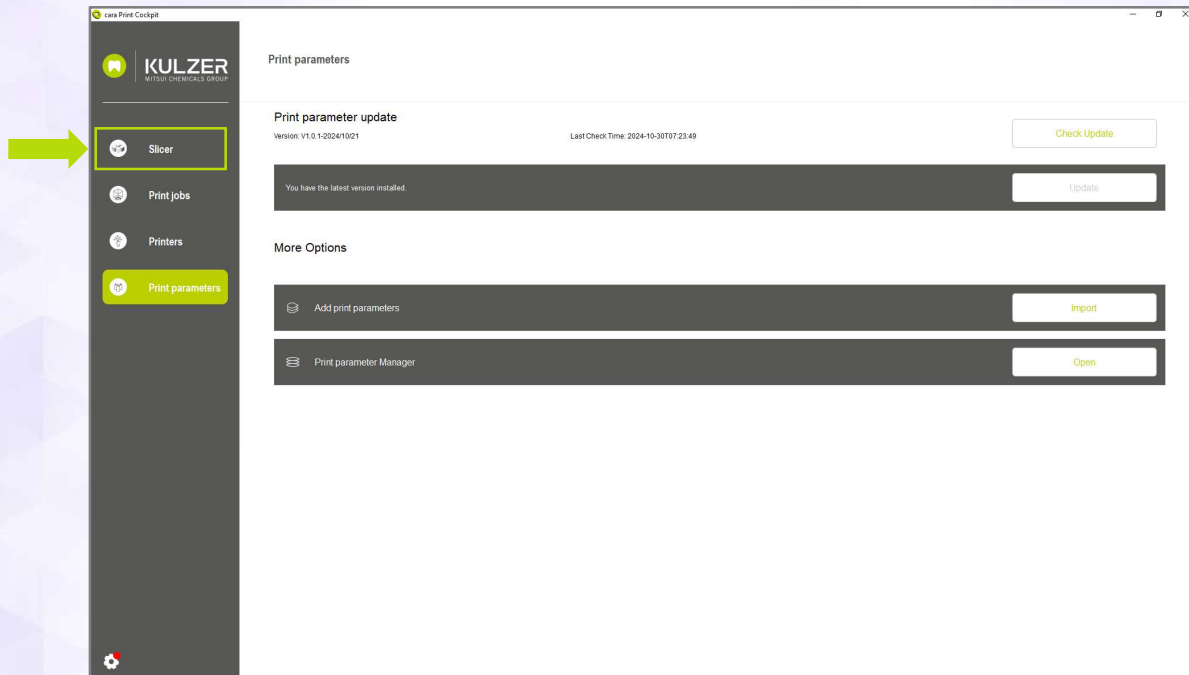 cara Print Cockpit
KULZER
MITSUI CHEMICALS GROUP
Slicer
Print jobs
Printers
Print parameters
Print parameters
Print parameter update
Version: V1.0.1-2024/10/21
Last Check Time: 2024-10-30T07:23:49
Check Update
You have the latest version installed.
Update
More Options
Add print parameters
Import
Print parameter Manager
Open